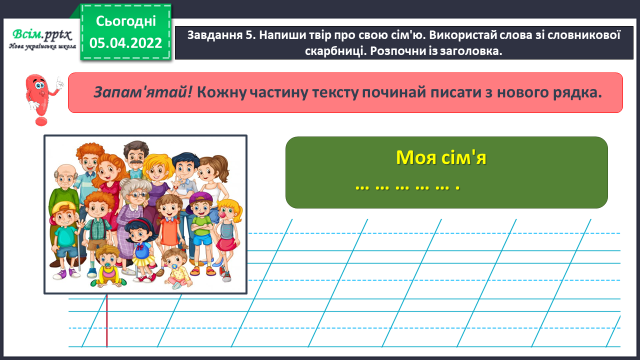 Всім.pptx
Нова українська школа
Сьогодні
05.04.2022
Завдання 5. Напиши твір про свою сім'ю. Використай слова зі словникової
скарбниці. Розпочни із заголовка.
Запам'ятай! Кожну частину тексту починай писати з нового рядка.
Моя сім'я
... ... ... ... ... .